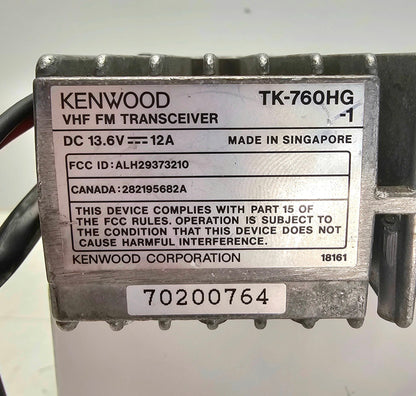 KENWOOD TK-760HG
VHF FM TRANSCEIVER -1
DC 13.6V ⎓ 12A MADE IN SINGAPORE
FCC ID: ALH29373210
CANADA: 282195682A
THIS DEVICE COMPLIES WITH PART 15 OF
THE FCC RULES. OPERATION IS SUBJECT TO
THE CONDITION THAT THIS DEVICE DOES NOT
CAUSE HARMFUL INTERFERENCE.
KENWOOD CORPORATION 18161
70200764